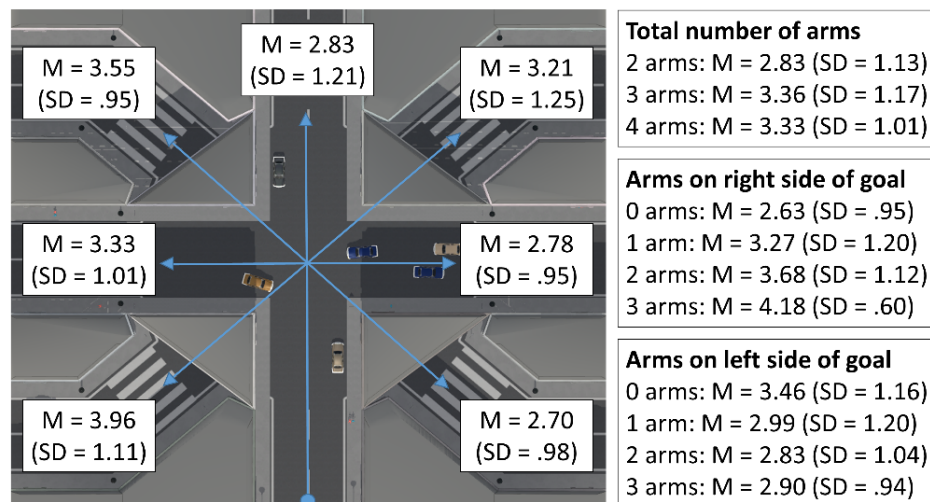 M = 2.83
(SD = 1.21)
M = 3.55
(SD = .95)
M = 3.21
(SD = 1.25)
M = 3.33
(SD = 1.01)
M = 2.78
(SD = .95)
M = 3.96
(SD = 1.11)
M = 2.70
(SD = .98)
Total number of arms
2 arms: M = 2.83 (SD = 1.13)
3 arms: M = 3.36 (SD = 1.17)
4 arms: M = 3.33 (SD = 1.01)
Arms on right side of goal
0 arms: M = 2.63 (SD = .95)
1 arm: M = 3.27 (SD = 1.20)
2 arms: M = 3.68 (SD = 1.12)
3 arms: M = 4.18 (SD = .60)
Arms on left side of goal
0 arms: M = 3.46 (SD = 1.16)
1 arm: M = 2.99 (SD = 1.20)
2 arms: M = 2.83 (SD = 1.04)
3 arms: M = 2.90 (SD = .94)